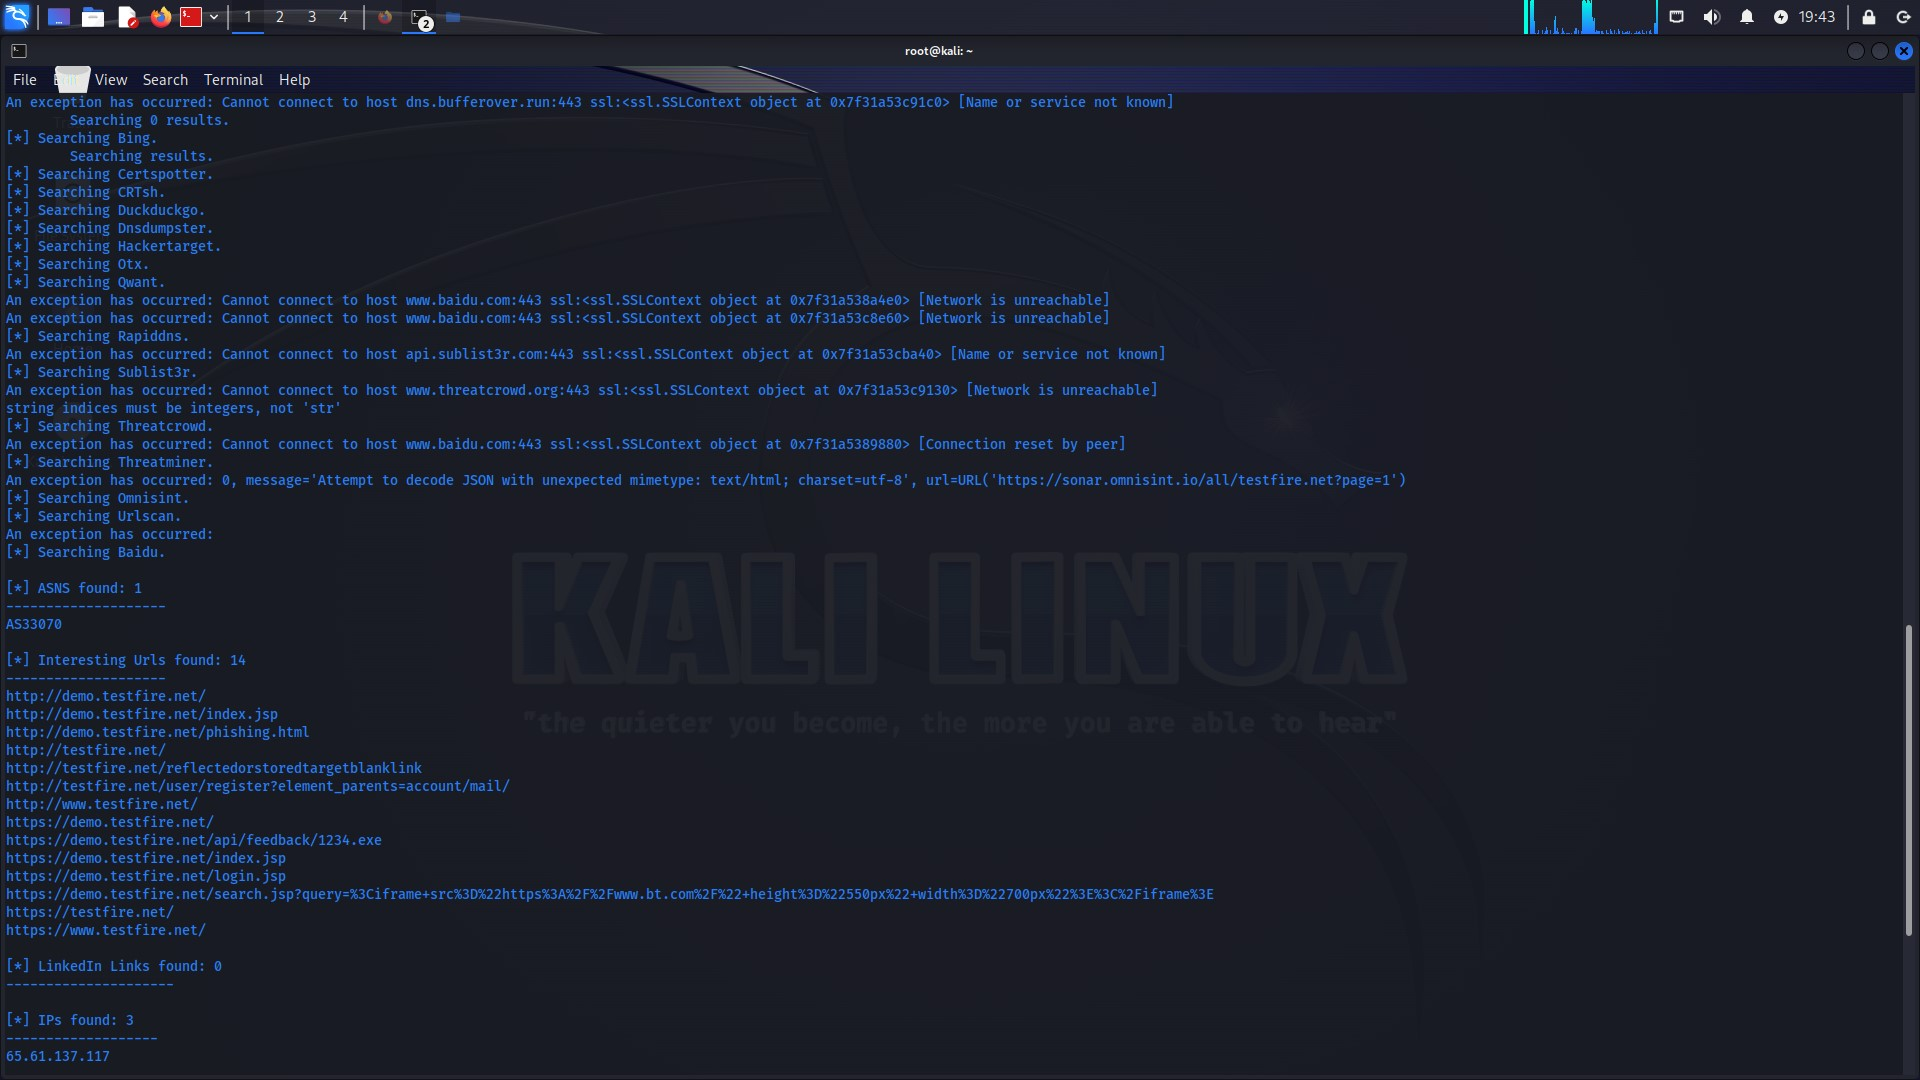 1 2 3 4 2 19:43
root@kali: ~
File View Search Terminal Help
An exception has occurred: Cannot connect to host dns.bufferover.run:443 ssl:<ssl.SSLContext object at 0x7f31a53c91c0> [Name or service not known]
Searching 0 results.
[*] Searching Bing.
Searching results.
[*] Searching Certspotter.
[*] Searching CRTsh.
[*] Searching Duckduckgo.
[*] Searching Dnsdumpster.
[*] Searching Hackertarget.
[*] Searching Otx.
[*] Searching Qwant.
An exception has occurred: Cannot connect to host www.baidu.com:443 ssl:<ssl.SSLContext object at 0x7f31a538a4e0> [Network is unreachable]
An exception has occurred: Cannot connect to host www.baidu.com:443 ssl:<ssl.SSLContext object at 0x7f31a53c8e60> [Network is unreachable]
[*] Searching Rapiddns.
An exception has occurred: Cannot connect to host api.sublist3r.com:443 ssl:<ssl.SSLContext object at 0x7f31a53cba40> [Name or service not known]
[*] Searching Sublist3r.
An exception has occurred: Cannot connect to host www.threatcrowd.org:443 ssl:<ssl.SSLContext object at 0x7f31a53c9130> [Network is unreachable]
string indices must be integers, not 'str'
[*] Searching Threatcrowd.
An exception has occurred: Cannot connect to host www.baidu.com:443 ssl:<ssl.SSLContext object at 0x7f31a5389880> [Connection reset by peer]
[*] Searching Threatminer.
An exception has occurred: 0, message='Attempt to decode JSON with unexpected mimetype: text/html; charset=utf-8', url=URL('https://sonar.omnisint.io/all/testfire.net?page=1')
[*] Searching Omnisint.
[*] Searching Urlscan.
An exception has occurred:
[*] Searching Baidu.
[*] ASNS found: 1
--------------------
AS33070
[*] Interesting Urls found: 14
--------------------
http://demo.testfire.net/
http://demo.testfire.net/index.jsp
http://demo.testfire.net/phishing.html
http://testfire.net/
http://testfire.net/reflectedorstoredtargetblanklink
http://testfire.net/user/register?element_parents=account/mail/
http://www.testfire.net/
https://demo.testfire.net/
https://demo.testfire.net/api/feedback/1234.exe
https://demo.testfire.net/index.jsp
https://demo.testfire.net/login.jsp
https://demo.testfire.net/search.jsp?query=%3Ciframe+src%3D%22https%3A%2F%2Fwww.bt.com%2F%22+height%3D%22550px%22+width%3D%22700px%22%3E%3C%2Fiframe%3E
https://testfire.net/
https://www.testfire.net/
[*] LinkedIn Links found: 0
---------------------
[*] IPs found: 3
-------------------
65.61.137.117
KALI LINUX
"the quieter you become, the more you are able to hear"